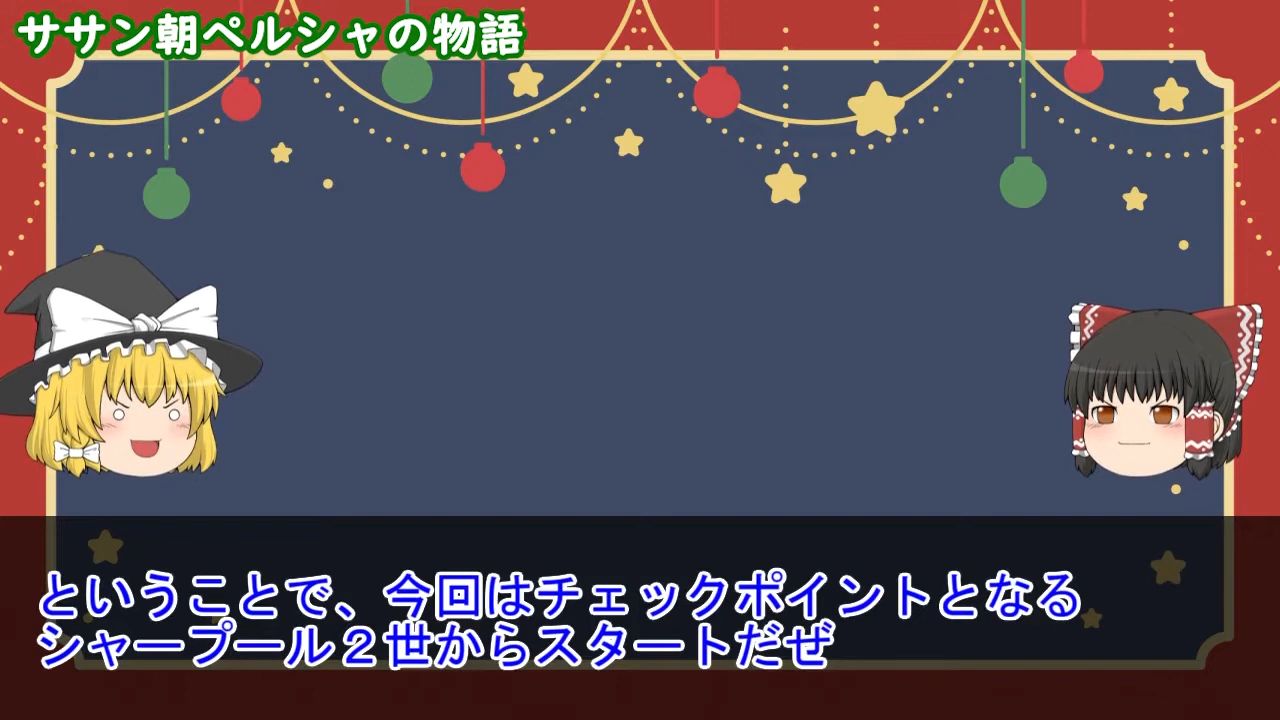 ササン朝ペルシャの物語
ということで、今回はチェックポイントとなる
シャープール２世からスタートだぜ